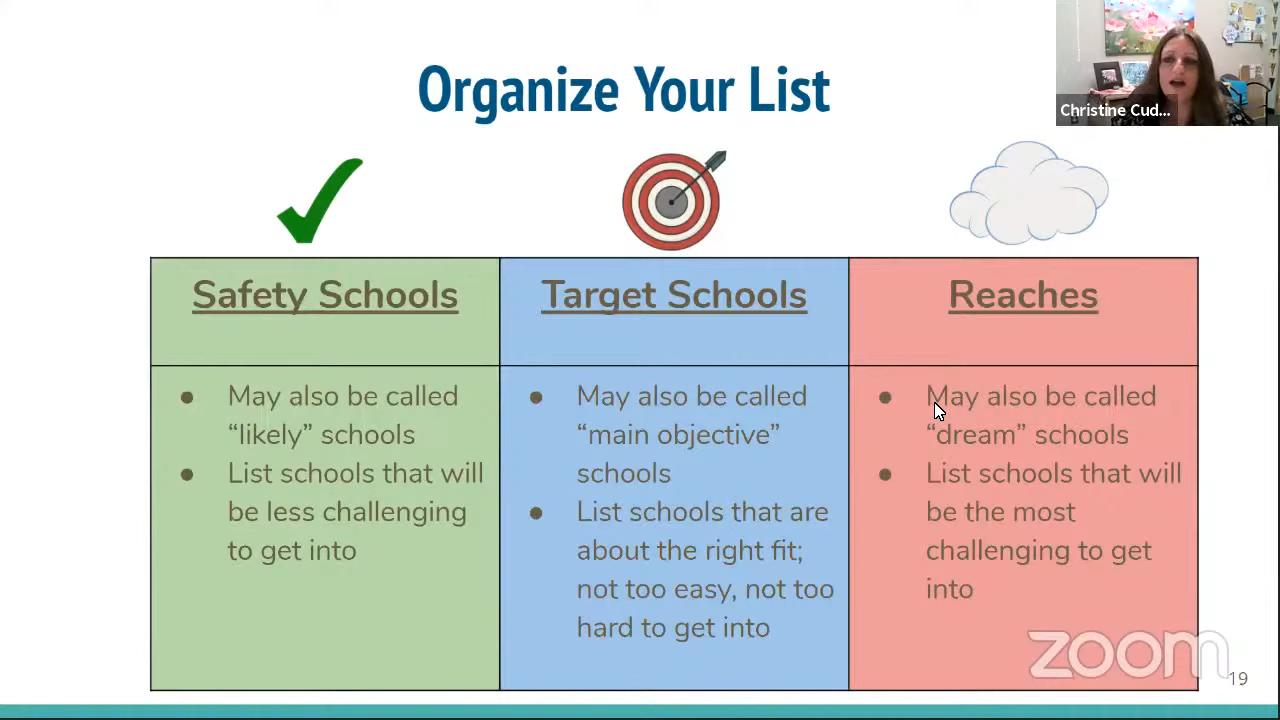 Organize Your List
Christine Cud...
Safety Schools
Target Schools
Reaches
● May also be called
“likely” schools
● List schools that will
be less challenging
to get into
● May also be called
“main objective”
schools
● List schools that are
about the right fit;
not too easy, not too
hard to get into
● May also be called
“dream” schools
● List schools that will
be the most
challenging to get
into
zoom
19